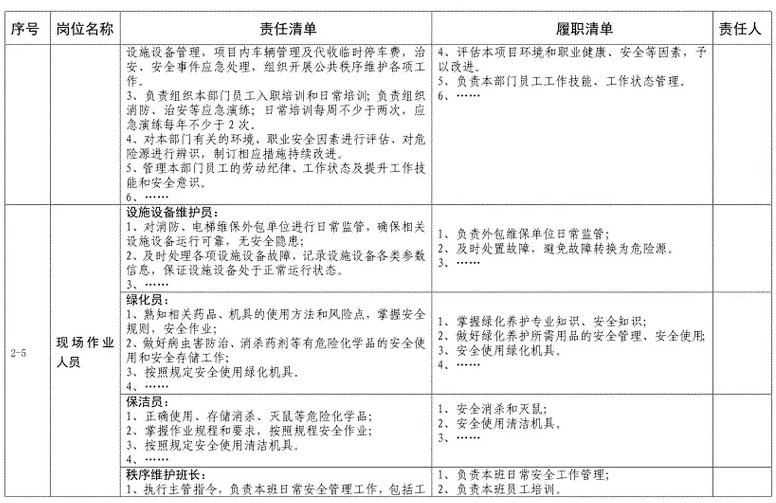 序号 岗位名称 责任清单 履职清单 责任人
设施设备管理，项目内车辆管理及代收临时停车费，治
安、安全事件应急处理，组织开展公共秩序维护各项工
作。
3、负责组织本部门员工入职培训和日常培训；负责组织
消防、治安等应急演练；日常培训每周不少于两次，应
急演练每年不少于 2 次。
4、对本部门有关的环境、职业安全因素进行评估、对危
险源进行辨识，制订相应措施持续改进。
5、管理本部门员工的劳动纪律、工作状态及提升工作技
能和安全意识。
6、……
4、评估本项目环境和职业健康、安全等因素，予
以改进。
5、负责本部门员工工作技能、工作状态管理。
6、……
2-5
现场作业
人员
设施设备维护员：
1、对消防、电梯维保外包单位进行日常监管，确保相关
设施设备运行可靠，无安全隐患；
2、及时处理各项设施设备故障，记录设施设备各类参数
信息，保证设施设备处于正常运行状态。
3、……
1、负责外包维保单位日常监管；
2、及时处置故障，避免故障转换为危险源。
3、……
绿化员：
1、熟知相关药品、机具的使用方法和风险点，掌握安全
规则，安全作业；
2、做好病虫害防治、消杀药剂等有危险化学品的安全使
用和安全存储工作；
3、按照规定安全使用绿化机具。
4、……
1、掌握绿化养护专业知识、安全知识；
2、做好绿化养护所需用品的安全管理、安全使用；
3、安全使用绿化机具。
4、……
保洁员：
1、正确使用、存储消杀、灭鼠等危险化学品；
2、掌握作业规程和要求，按照规程安全作业；
3、按照规定安全使用清洁机具。
4、……
1、安全消杀和灭鼠；
2、安全使用清洁机具。
3、……
秩序维护班长：
1、执行主管指令，负责本班日常安全管理工作，包括工
1、负责本班日常安全工作管理；
2、负责本班员工培训。